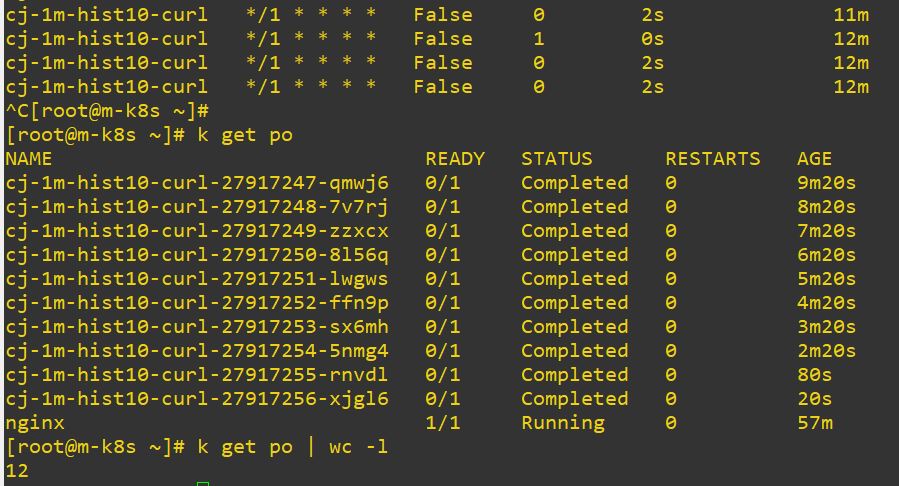 cj-1m-hist10-curl   */1 * * * *   False     0        2s              11m
cj-1m-hist10-curl   */1 * * * *   False     1        0s              12m
cj-1m-hist10-curl   */1 * * * *   False     0        2s              12m
cj-1m-hist10-curl   */1 * * * *   False     0        2s              12m
^C[root@m-k8s ~]#
[root@m-k8s ~]# k get po
NAME                               READY   STATUS      RESTARTS   AGE
cj-1m-hist10-curl-27917247-qmwj6   0/1     Completed   0          9m20s
cj-1m-hist10-curl-27917248-7v7rj   0/1     Completed   0          8m20s
cj-1m-hist10-curl-27917249-zzxcx   0/1     Completed   0          7m20s
cj-1m-hist10-curl-27917250-8l56q   0/1     Completed   0          6m20s
cj-1m-hist10-curl-27917251-lwgws   0/1     Completed   0          5m20s
cj-1m-hist10-curl-27917252-ffn9p   0/1     Completed   0          4m20s
cj-1m-hist10-curl-27917253-sx6mh   0/1     Completed   0          3m20s
cj-1m-hist10-curl-27917254-5nmg4   0/1     Completed   0          2m20s
cj-1m-hist10-curl-27917255-rnvdl   0/1     Completed   0          80s
cj-1m-hist10-curl-27917256-xjgl6   0/1     Completed   0          20s
nginx                              1/1     Running     0          57m
[root@m-k8s ~]# k get po | wc -l
12